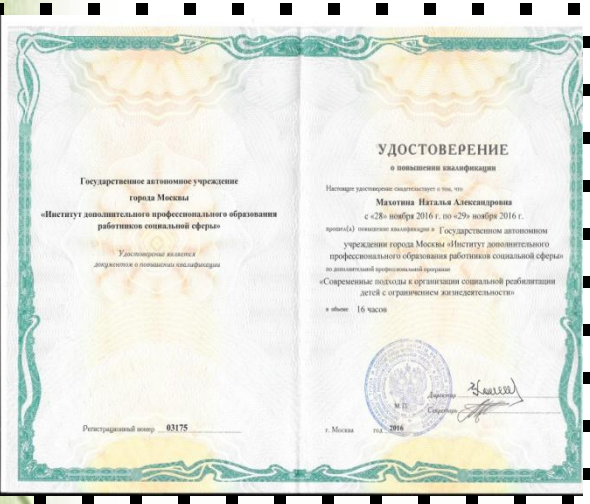 Государственное автономное учреждение
города Москвы
«Институт дополнительного профессионального образования
работников социальной сферы»
Удостоверение является
документом о повышении квалификации
Регистрационный номер 03175
УДОСТОВЕРЕНИЕ
о повышении квалификации
Настоящее удостоверение свидетельствует о том, что
Махотина Наталья Александровна
с «28» ноября 2016 г. по «29» ноября 2016 г.
прошел(а) повышение квалификации в Государственном автономном
учреждении города Москвы «Институт дополнительного
профессионального образования работников социальной сферы»
по дополнительной профессиональной программе
«Современные подходы к организации социальной реабилитации
детей с ограничением жизнедеятельности»
в объеме 16 часов
Директор
М.П.
Секретарь
г. Москва год 2016